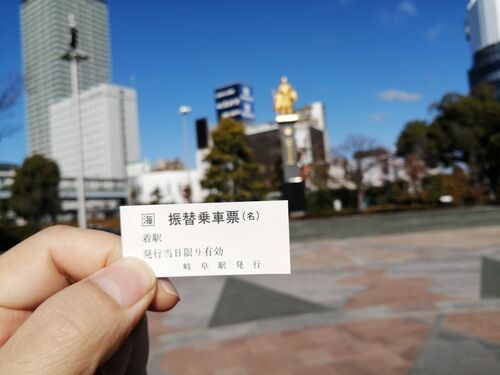 海 振替乗車票(名)
着駅
発行当日限り有効
岐阜駅発行